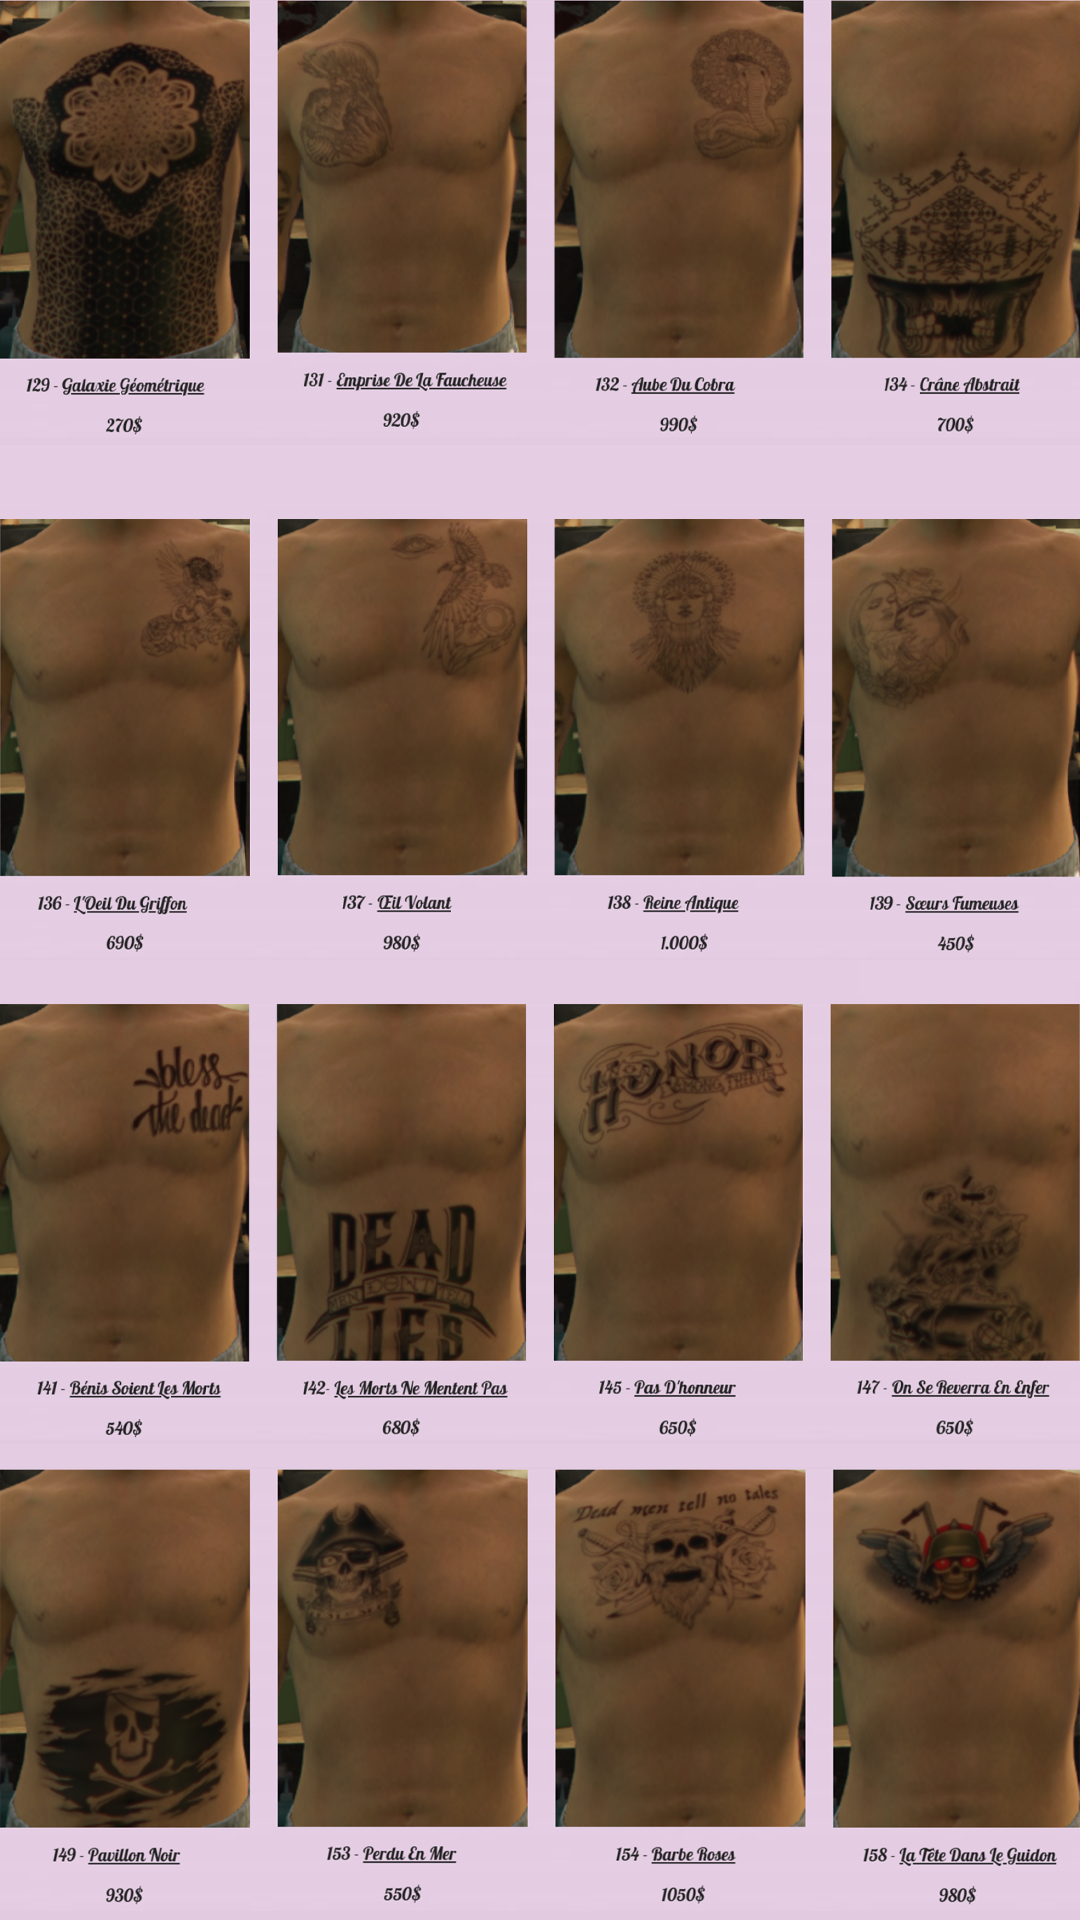 129 - Galaxie Géométrique
270$
131 - Emprise De La Faucheuse
920$
132 - Aube Du Cobra
990$
134 - Crâne Abstrait
700$
136 - L'Oeil Du Griffon
690$
137 - Œil Volant
980$
138 - Reine Antique
1.000$
139 - Sœurs Fumeuses
450$
bless
the dead
141 - Bénis Soient Les Morts
540$
DEAD
MEN DON'T TELL
LIES
142- Les Morts Ne Mentent Pas
680$
HONOR
AMONG THIEVES
145 - Pas D'honneur
650$
147 - On Se Reverra En Enfer
650$
149 - Pavillon Noir
930$
153 - Perdu En Mer
550$
Dead men tell no tales
154 - Barbe Roses
1050$
158 - La Tête Dans Le Guidon
980$